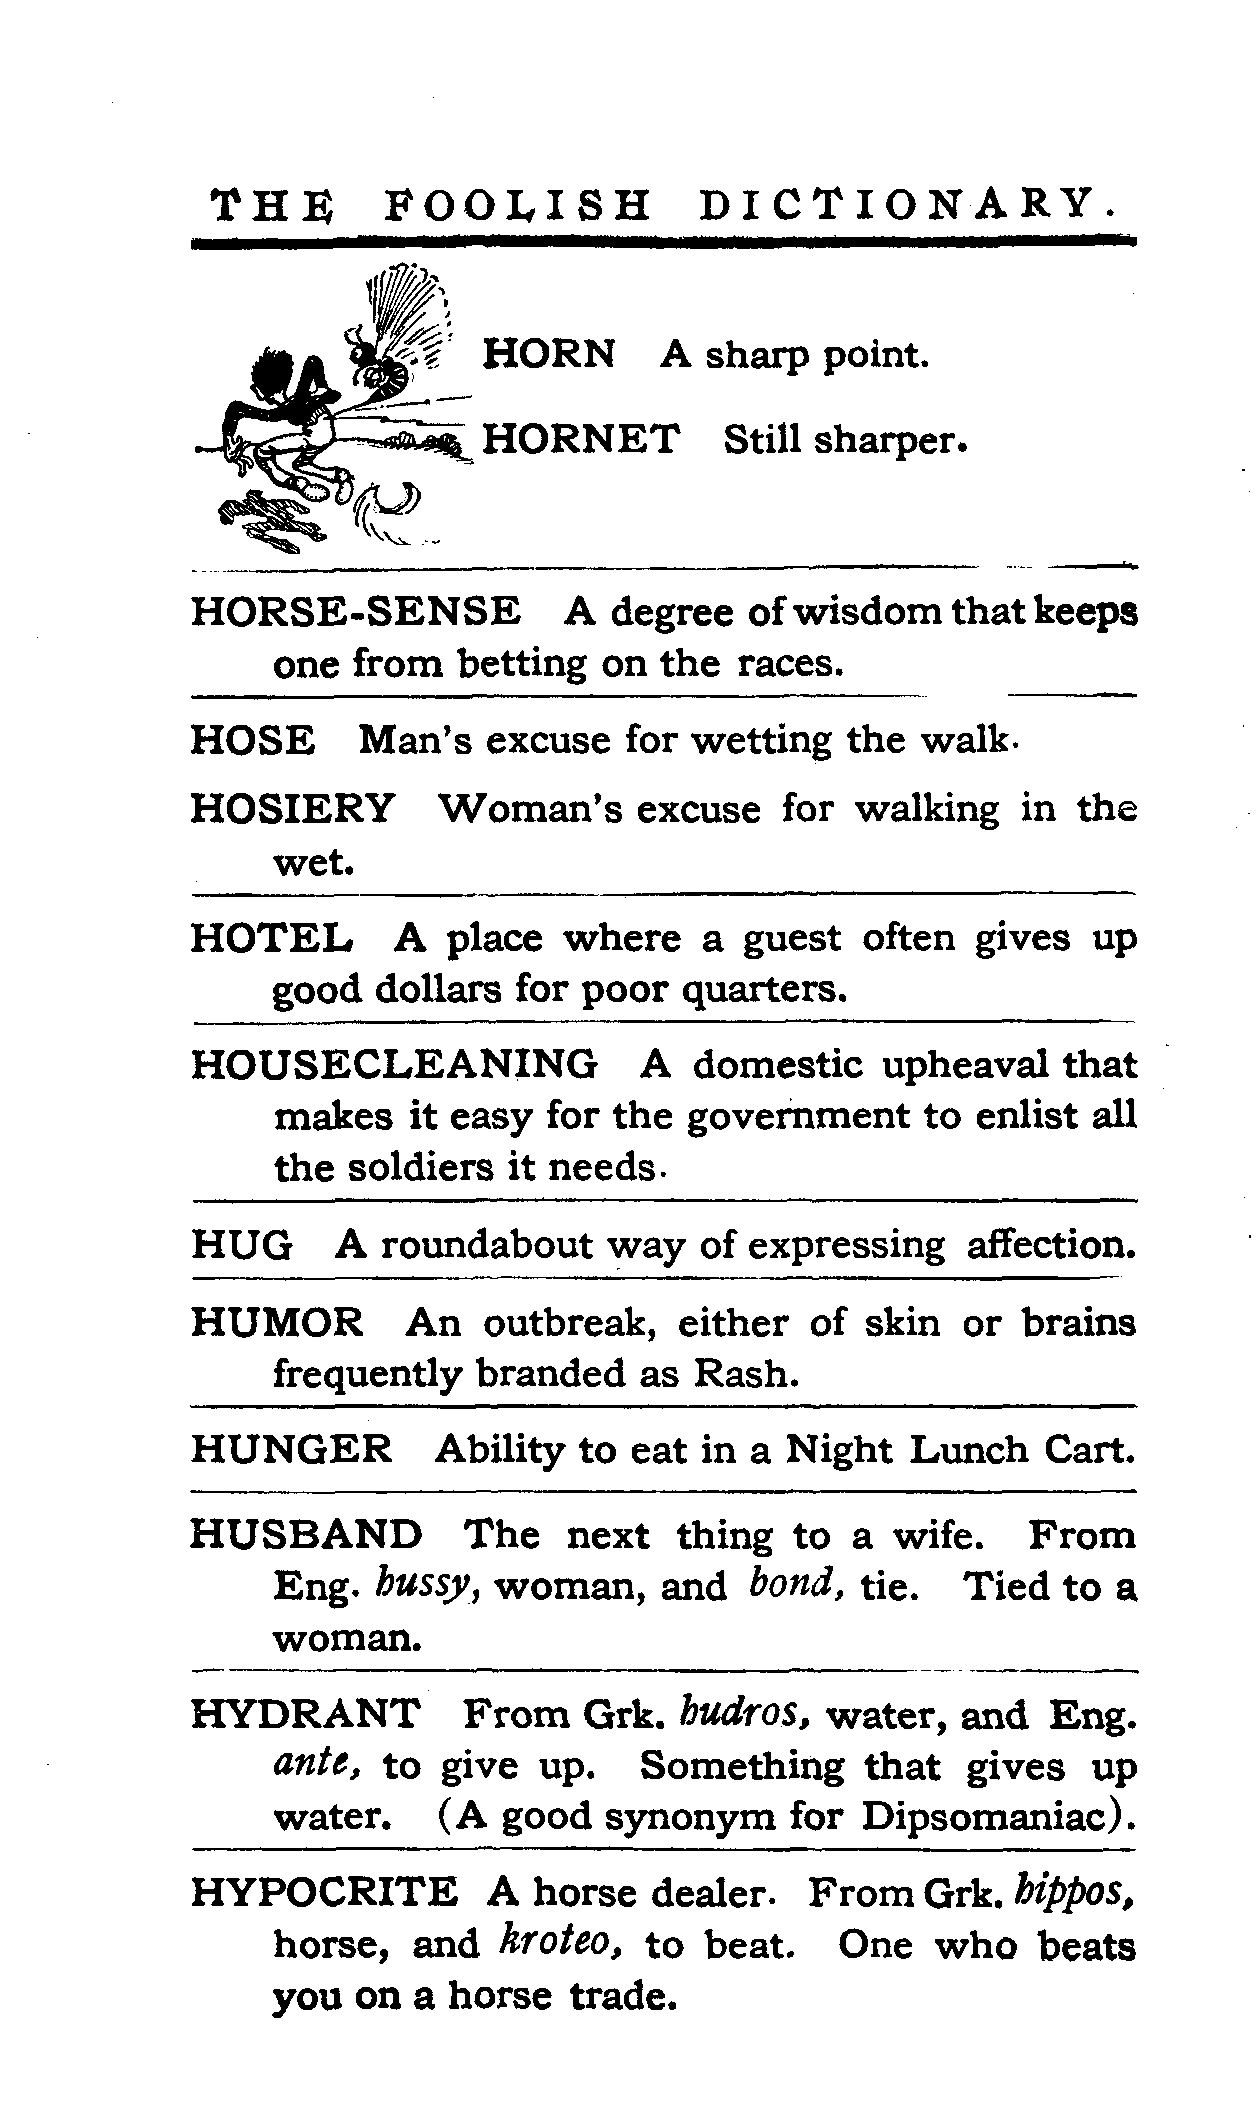 THE FOOLISH DICTIONARY.
HORN A sharp point.
HORNET Still sharper.
HORSE-SENSE A degree of wisdom that keeps
one from betting on the races.
HOSE Man's excuse for wetting the walk.
HOSIERY Woman's excuse for walking in the
wet.
HOTEL A place where a guest often gives up
good dollars for poor quarters.
HOUSECLEANING A domestic upheaval that
makes it easy for the government to enlist all
the soldiers it needs.
HUG A roundabout way of expressing affection.
HUMOR An outbreak, either of skin or brains
frequently branded as Rash.
HUNGER Ability to eat in a Night Lunch Cart.
HUSBAND The next thing to a wife. From
Eng. hussy, woman, and bond, tie. Tied to a
woman.
HYDRANT From Grk. hudros, water, and Eng.
ante, to give up. Something that gives up
water. (A good synonym for Dipsomaniac).
HYPOCRITE A horse dealer. From Grk. hippos,
horse, and kroteo, to beat. One who beats
you on a horse trade.